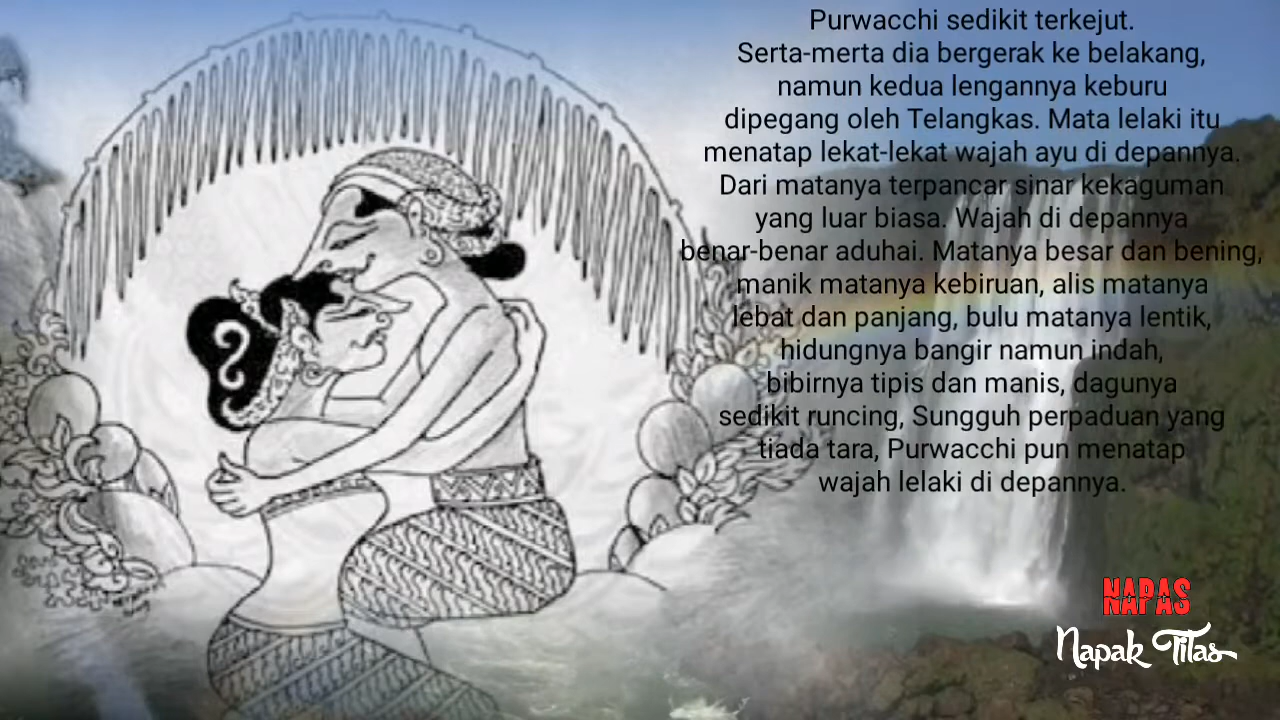 Purwacchi sedikit terkejut.
Serta-merta dia bergerak ke belakang,
namun kedua lengannya keburu
dipegang oleh Telangkas. Mata lelaki itu
menatap lekat-lekat wajah ayu di depannya.
Dari matanya terpancar sinar kekaguman
yang luar biasa. Wajah di depannya
benar-benar aduhai. Matanya besar dan bening,
manik matanya kebiruan, alis matanya
lebat dan panjang, bulu matanya lentik,
hidungnya bangir namun indah,
bibirnya tipis dan manis, dagunya
sedikit runcing, Sungguh perpaduan yang
tiada tara, Purwacchi pun menatap
wajah lelaki di depannya.
NAPAS
Napak Tilas